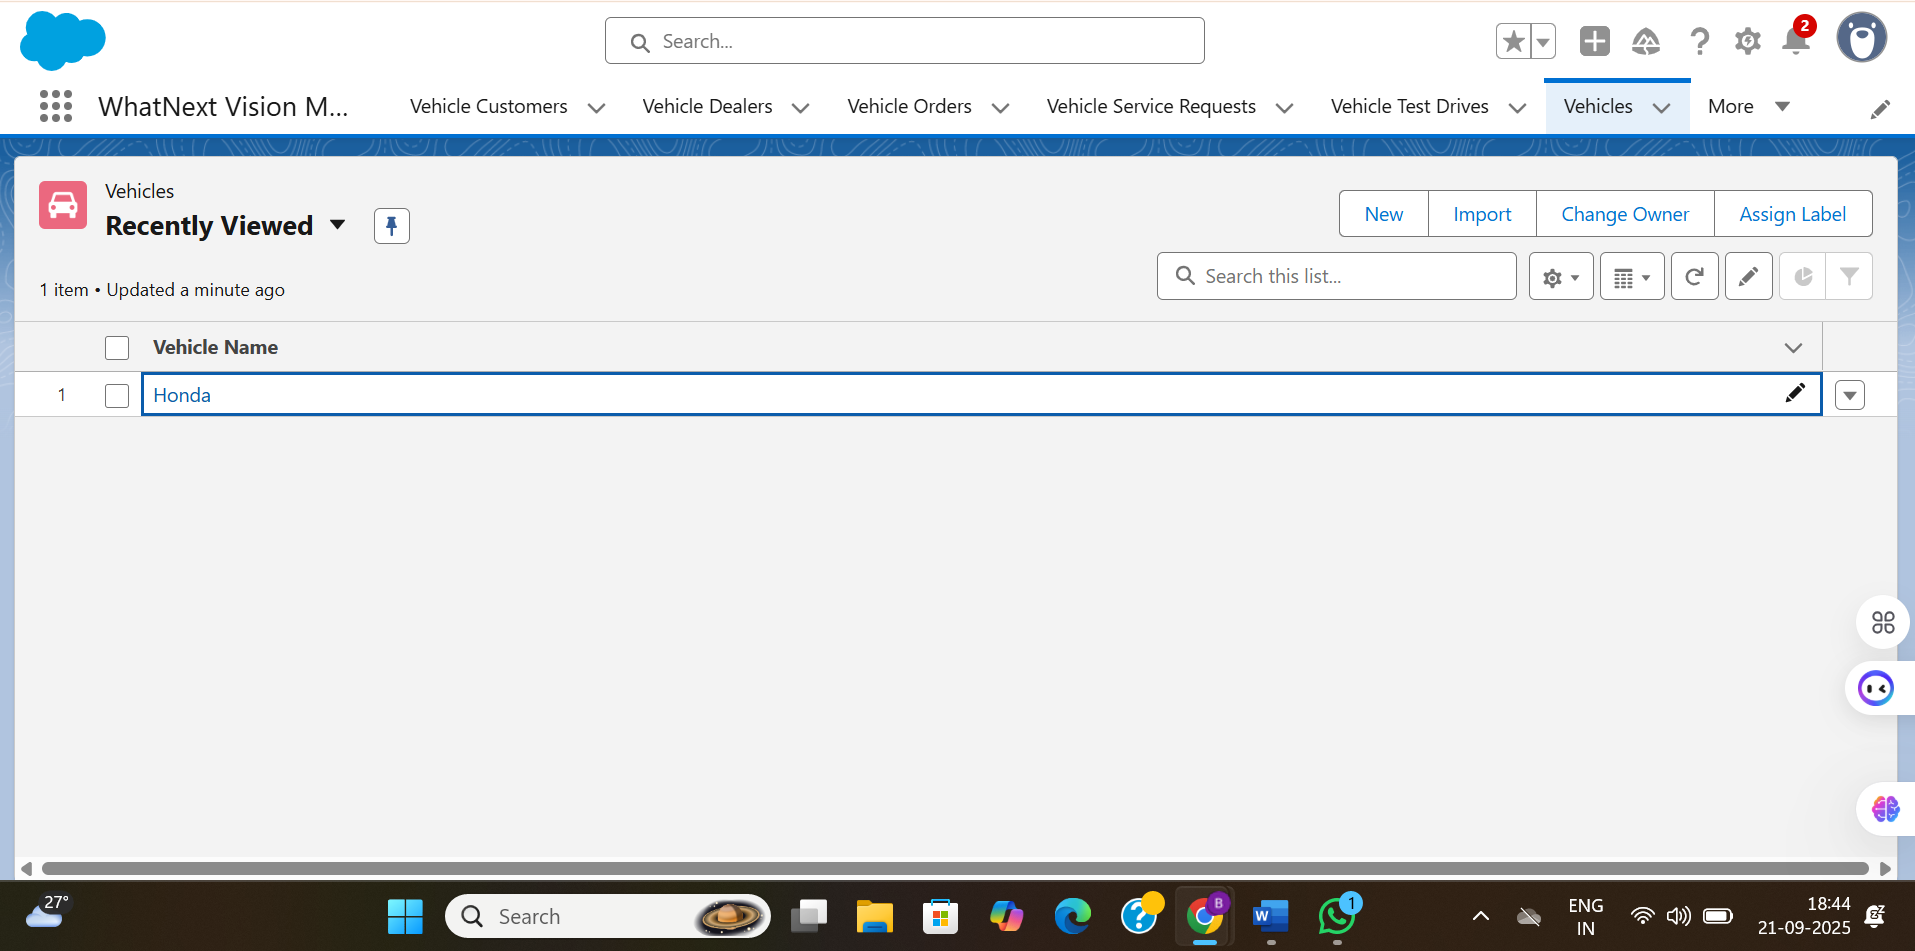 Search...
2
WhatNext Vision M...
Vehicle Customers
Vehicle Dealers
Vehicle Orders
Vehicle Service Requests
Vehicle Test Drives
Vehicles
More
Vehicles
Recently Viewed
New
Import
Change Owner
Assign Label
1 item • Updated a minute ago
Search this list...
Vehicle Name
1
Honda
27°
Search
B
W
1
ENG
IN
18:44
21-09-2025